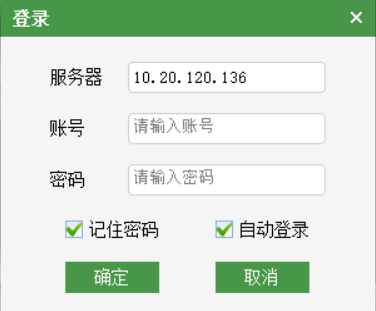 登录
服务器 10.20.120.136
账号 请输入账号
密码 请输入密码
记住密码 自动登录
确定 取消